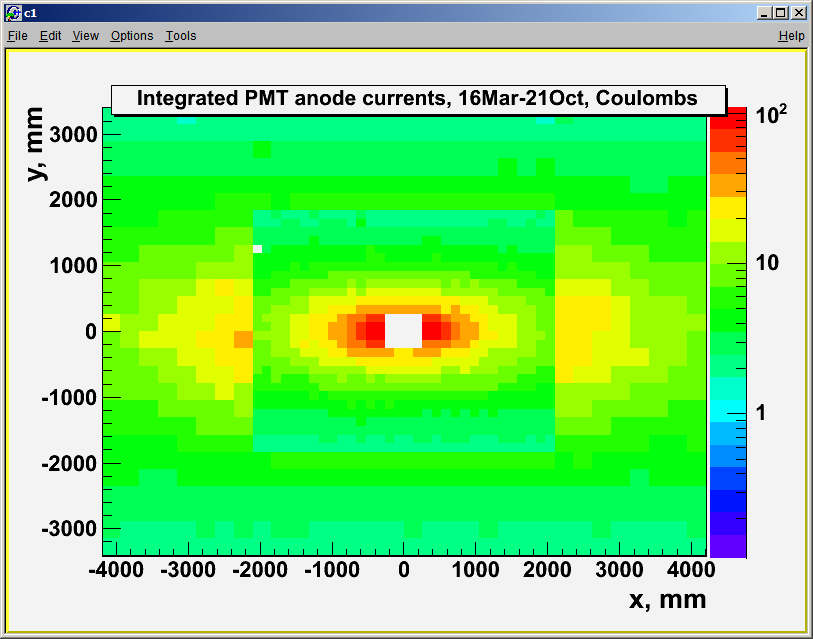 c1
File Edit View Options Tools Help
Integrated PMT anode currents, 16Mar-21Oct, Coulombs
y, mm
3000
2000
1000
0
-1000
-2000
-3000
-4000 -3000 -2000 -1000 0 1000 2000 3000 4000
x, mm
10²
10
1